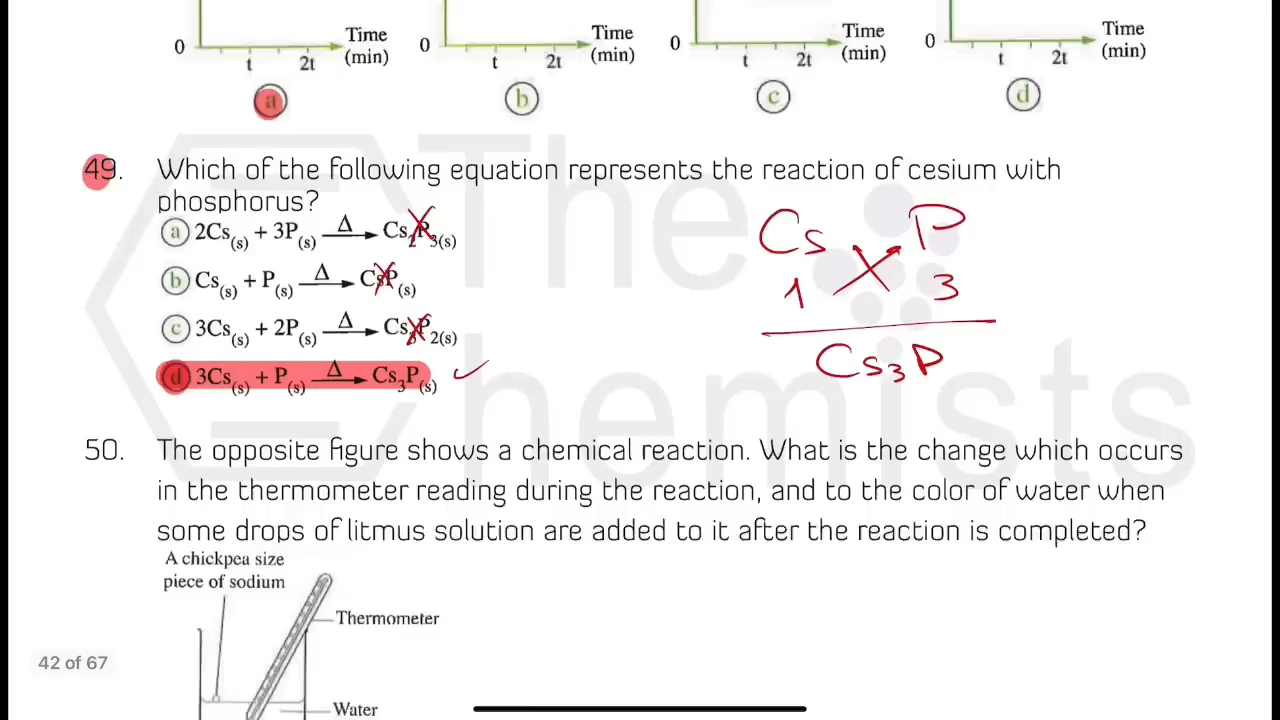 0 t 2t Time (min) 0 t 2t Time (min) 0 t 2t Time (min) 0 t 2t Time (min)
a b c d
49. Which of the following equation represents the reaction of cesium with
phosphorus?
a 2Cs(s) + 3P(s) Δ→ Cs2P3(s)
b Cs(s) + P(s) Δ→ CsP(s)
c 3Cs(s) + 2P(s) Δ→ Cs3P2(s)
d 3Cs(s) + P(s) Δ→ Cs3P(s) ✓
Cs P
1 3
Cs3P
50. The opposite figure shows a chemical reaction. What is the change which occurs
in the thermometer reading during the reaction, and to the color of water when
some drops of litmus solution are added to it after the reaction is completed?
A chickpea size
piece of sodium
Thermometer
Water
42 of 67
The
Chemists